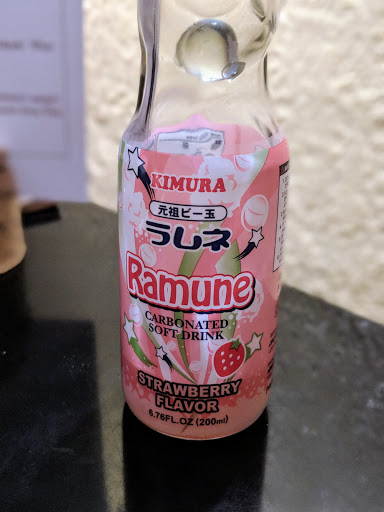 KIMURA
元祖ビー玉
ラムネ
Ramune
CARBONATED
SOFT DRINK
STRAWBERRY
FLAVOR
6.76FL.OZ (200ml)